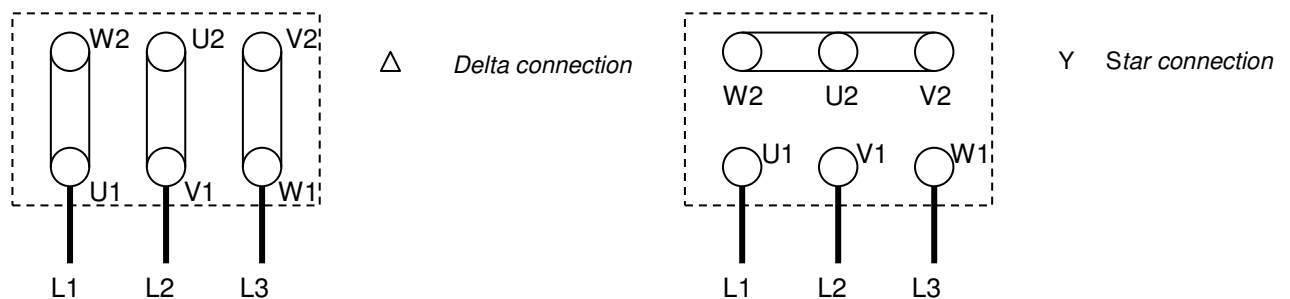 W2 U2 V2
Δ Delta connection
U1 V1 W1
L1 L2 L3
Y Star connection
W2 U2 V2
U1 V1 W1
L1 L2 L3